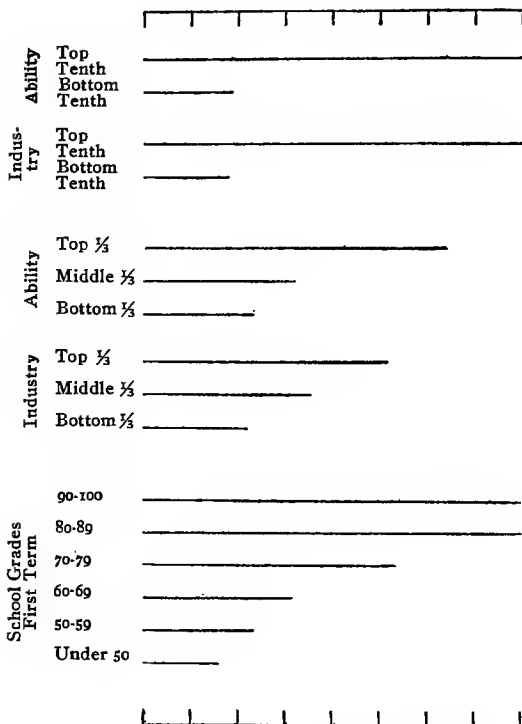 Ability
Top
Tenth
Bottom
Tenth
Indus-
try
Top
Tenth
Bottom
Tenth
Ability
Top ⅓
Middle ⅓
Bottom ⅓
Industry
Top ⅓
Middle ⅓
Bottom ⅓
School Grades
First Term
90-100
80-89
70-79
60-69
50-59
Under 50